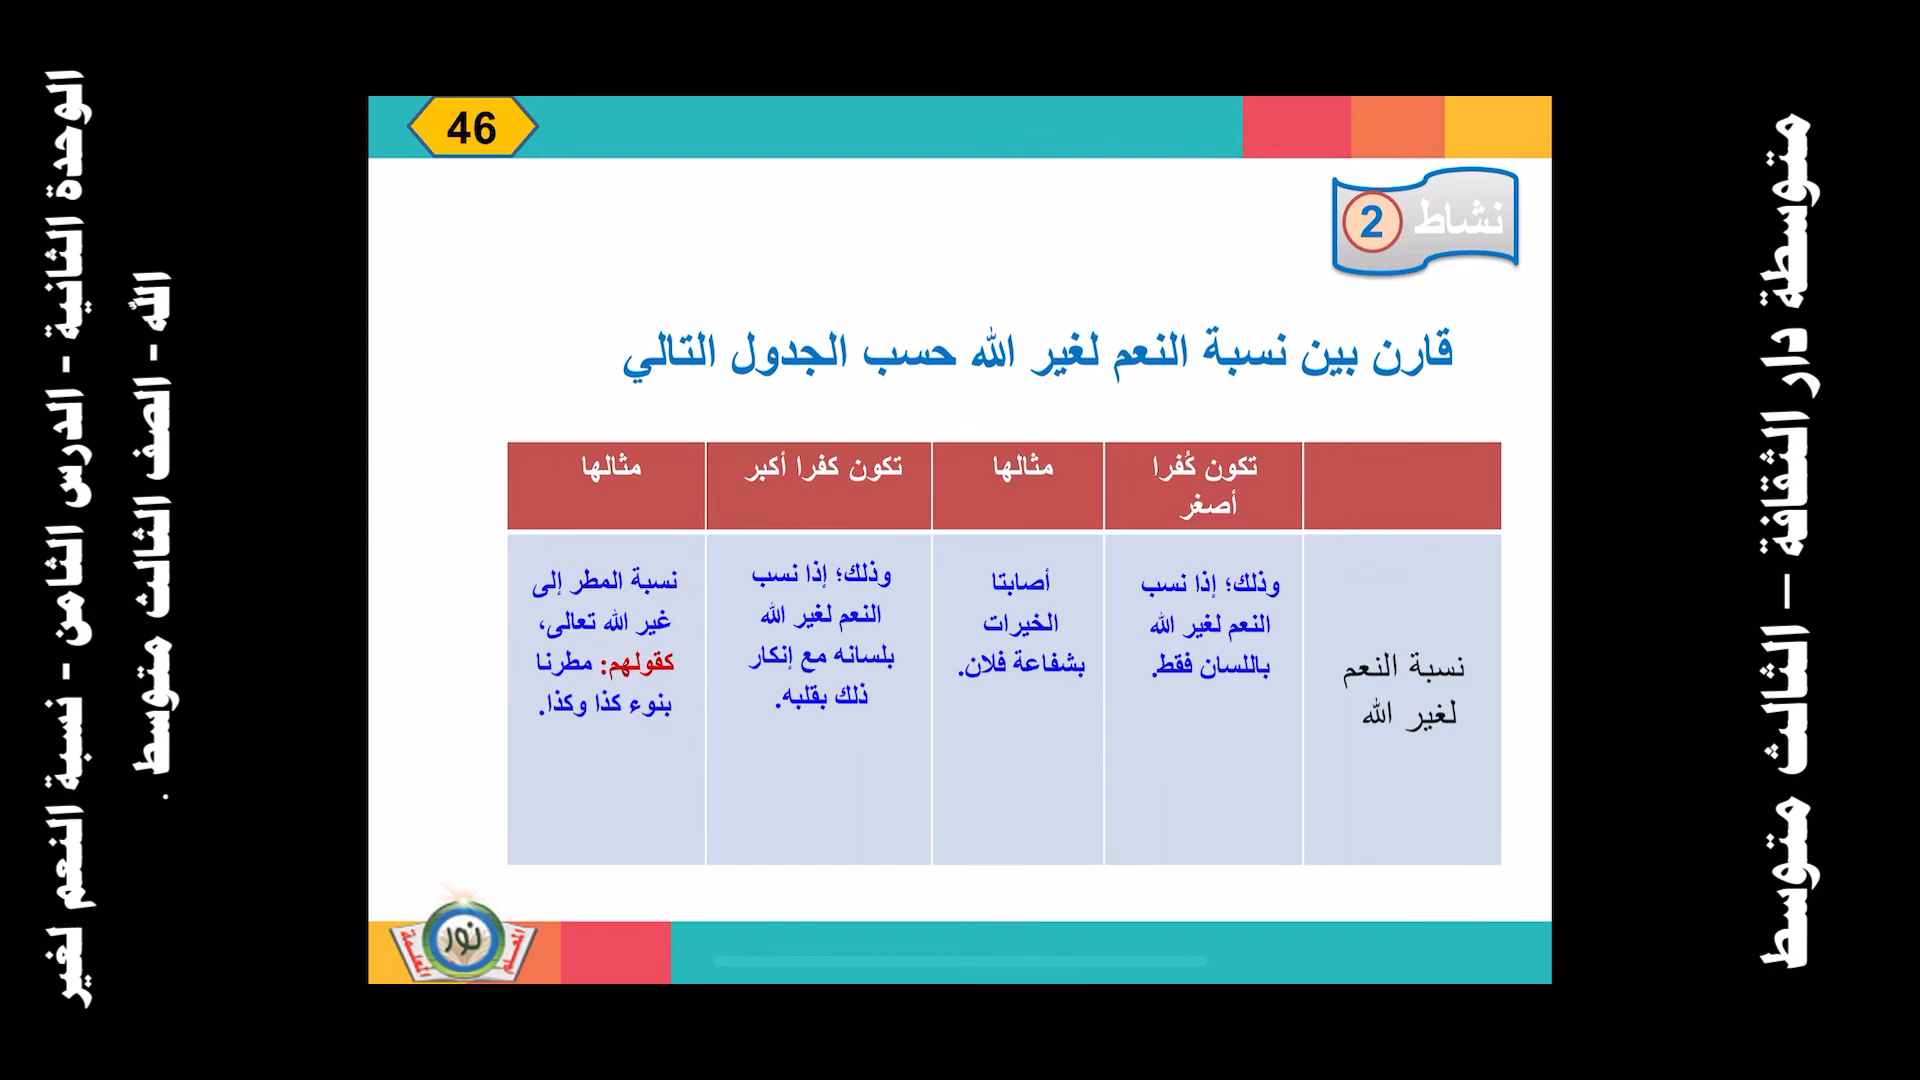 متوسطة دار الثقافة – الثالث متوسط
46
نشاط 2
قارن بين نسبة النعم لغير الله حسب الجدول التالي
تكون كُفرا
أصغر
مثالها
تكون كفرا أكبر
مثالها
نسبة النعم
لغير الله
وذلك؛ إذا نسب
النعم لغير الله
باللسان فقط.
أصابتا
الخيرات
بشفاعة فلان.
وذلك؛ إذا نسب
النعم لغير الله
بلسانه مع إنكار
ذلك بقلبه.
نسبة المطر إلى
غير الله تعالى،
كقولهم: مطرنا
بنوء كذا وكذا.
المعلم نور المعلمة
الوحدة الثانية - الدرس الثامن - نسبة النعم لغير
الله - الصف الثالث متوسط .